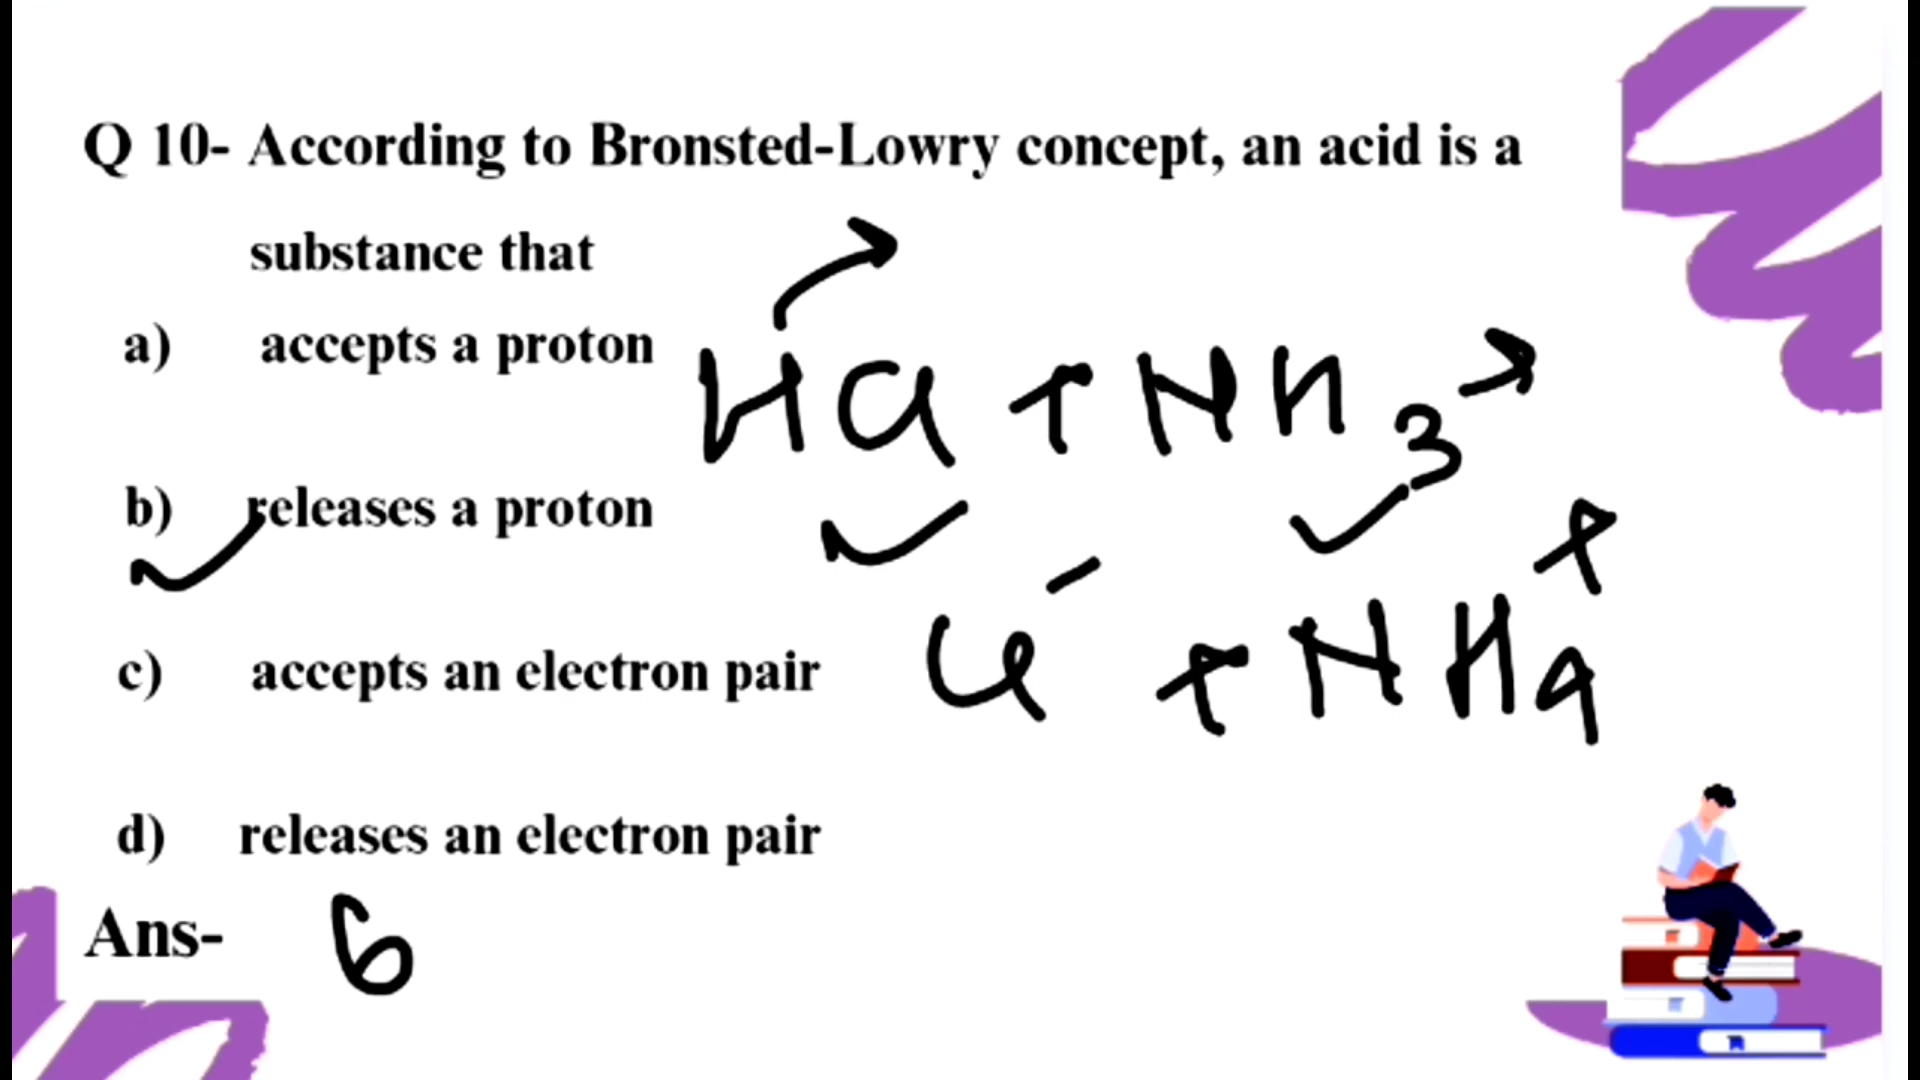 Q 10- According to Bronsted-Lowry concept, an acid is a
substance that
a) accepts a proton
HCl + NH3 →
b) releases a proton
Cl- + NH4+
c) accepts an electron pair
d) releases an electron pair
Ans- b